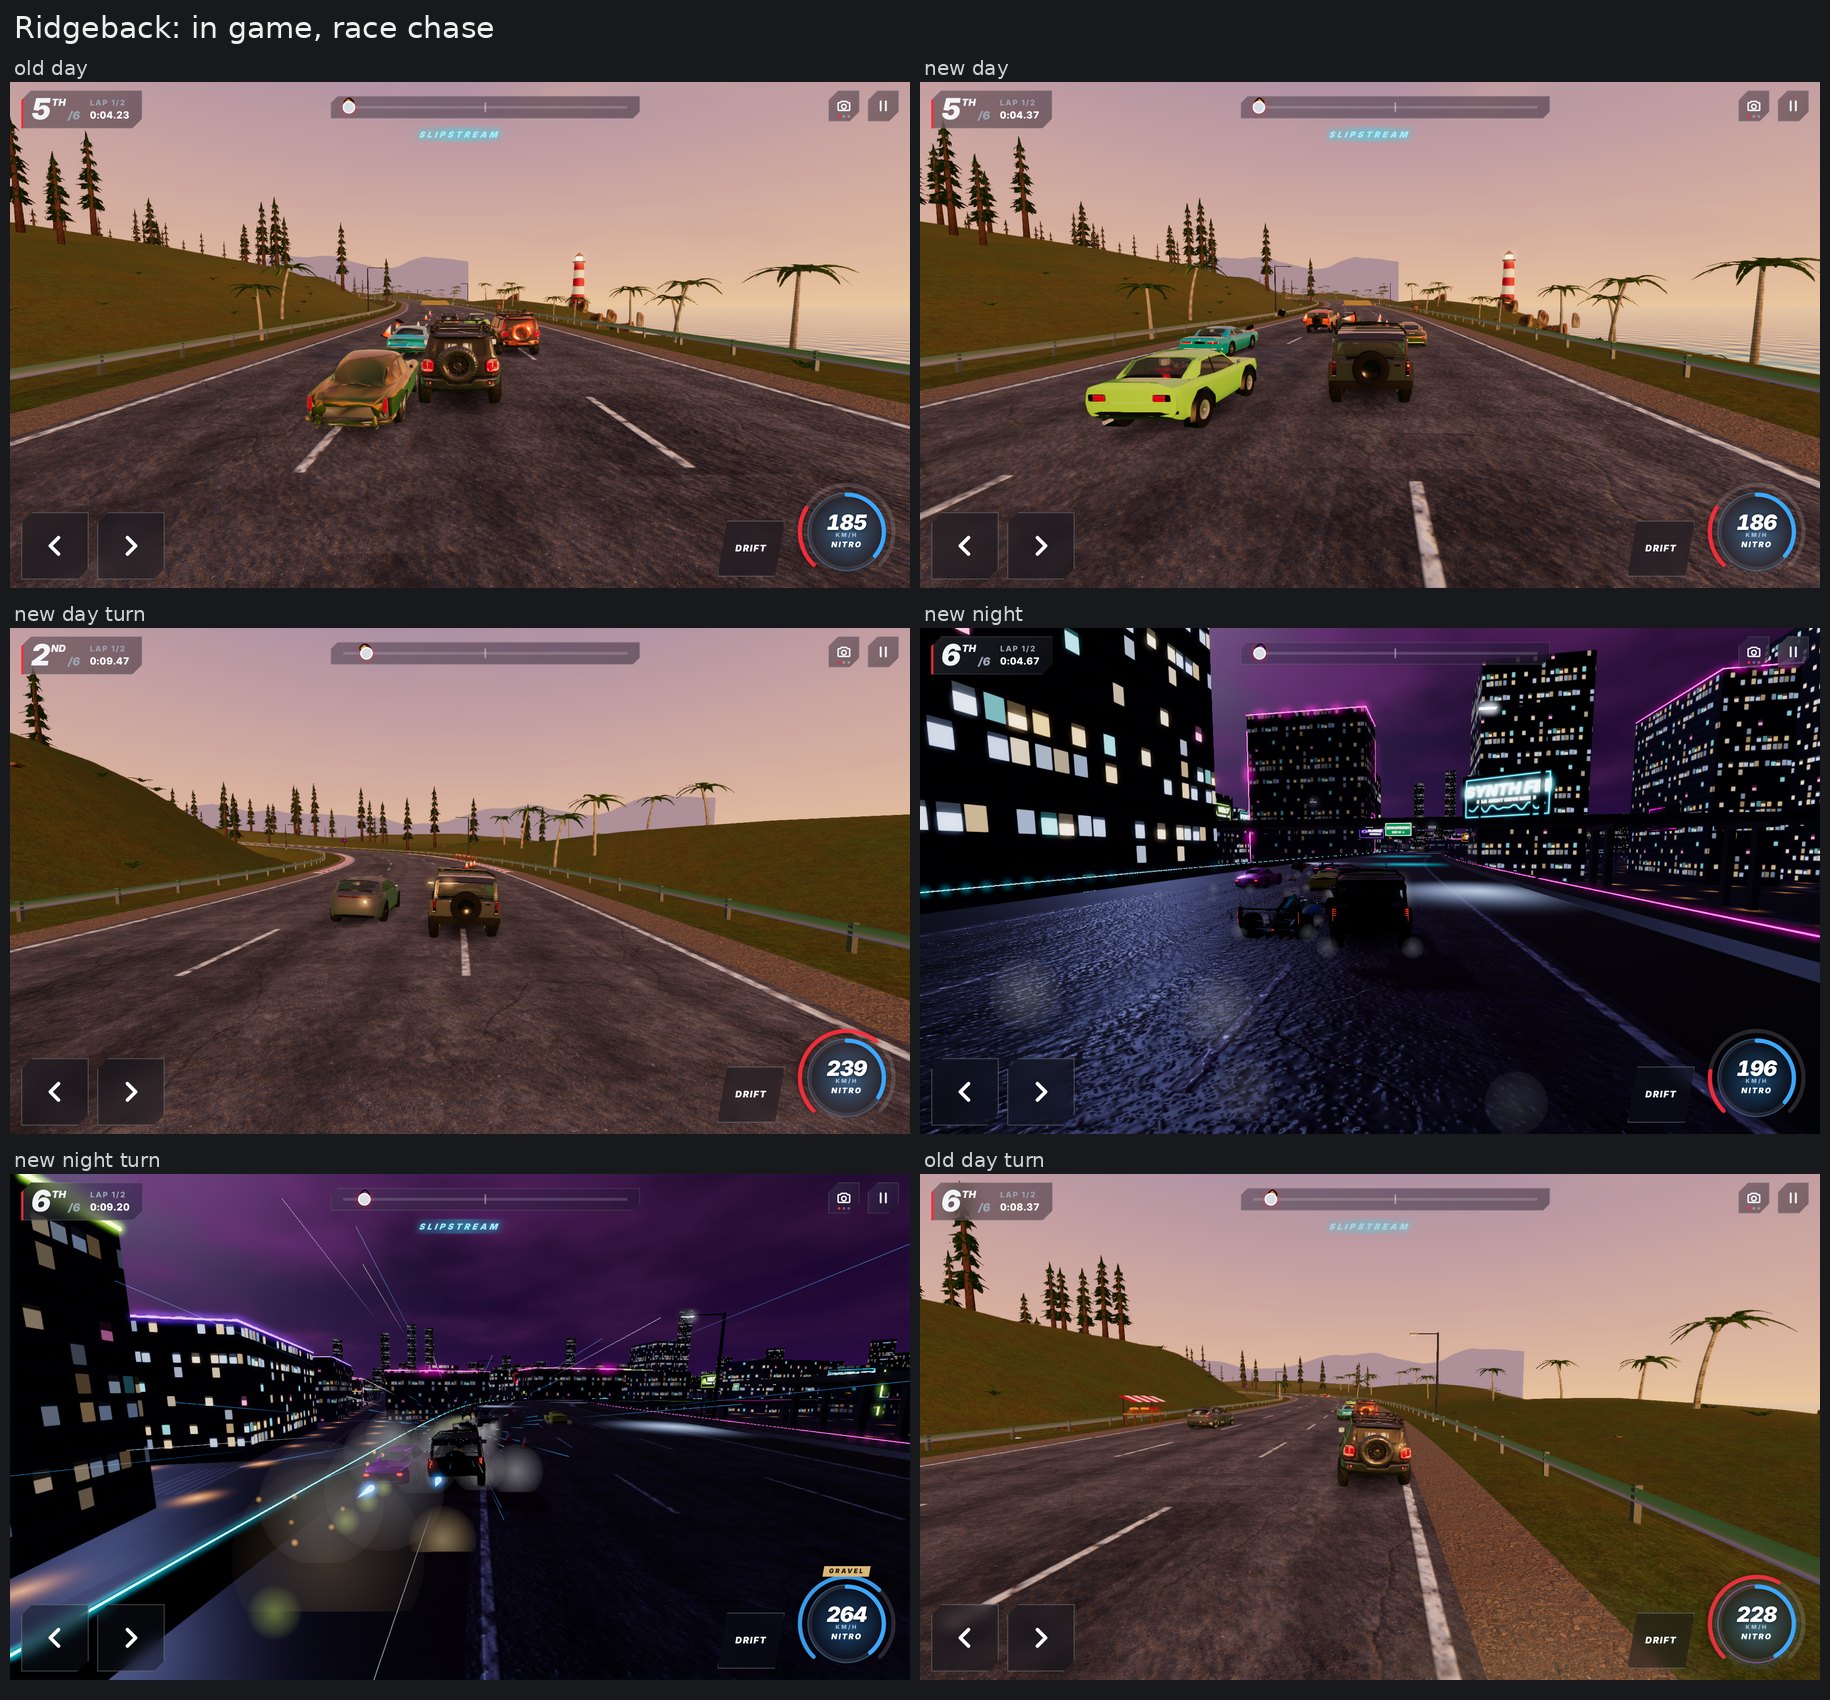 Ridgeback: in game, race chase
old day
5TH /6 LAP 1/2 0:04.23
SLIPSTREAM
DRIFT
185 KM/H NITRO
new day
5TH /6 LAP 1/2 0:04.37
SLIPSTREAM
DRIFT
186 KM/H NITRO
new day turn
2ND /6 LAP 1/2 0:09.47
DRIFT
239 KM/H NITRO
new night
6TH /6 LAP 1/2 0:04.67
DRIFT
196 KM/H NITRO
new night turn
6TH /6 LAP 1/2 0:09.20
SLIPSTREAM
GRAVEL
DRIFT
264 KM/H NITRO
old day turn
6TH /6 LAP 1/2 0:08.37
SLIPSTREAM
DRIFT
228 KM/H NITRO